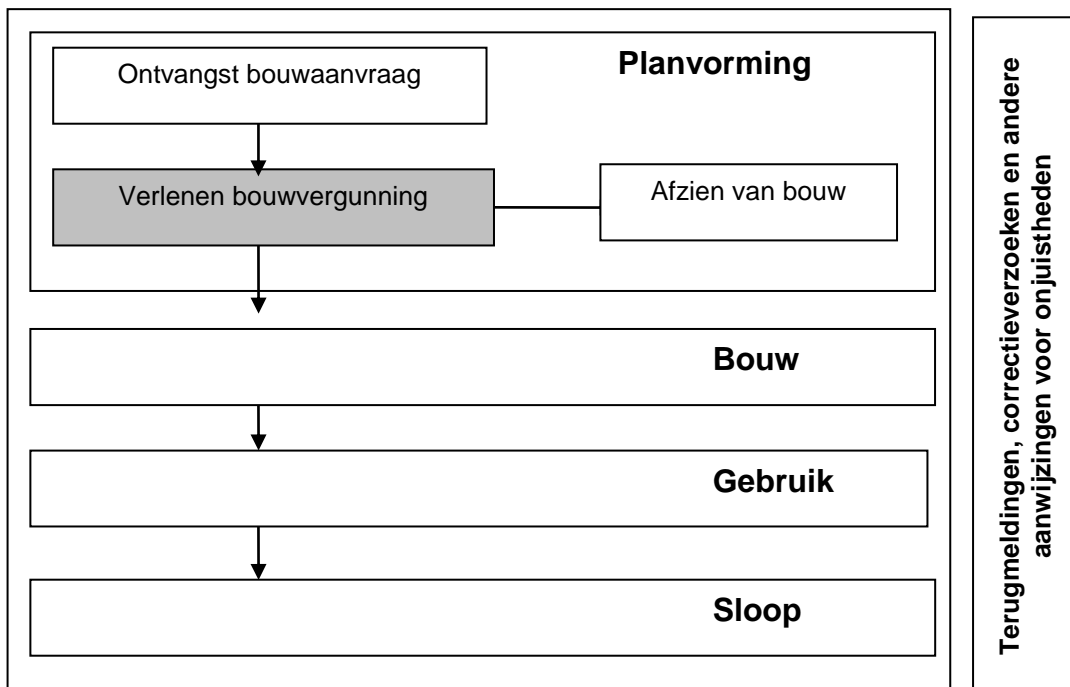 Planvorming
Ontvangst bouwaanvraag
Verlenen bouwvergunning
Afzien van bouw
Bouw
Gebruik
Sloop
Terugmeldingen, correctieverzoeken en andere
aanwijzingen voor onjuistheden